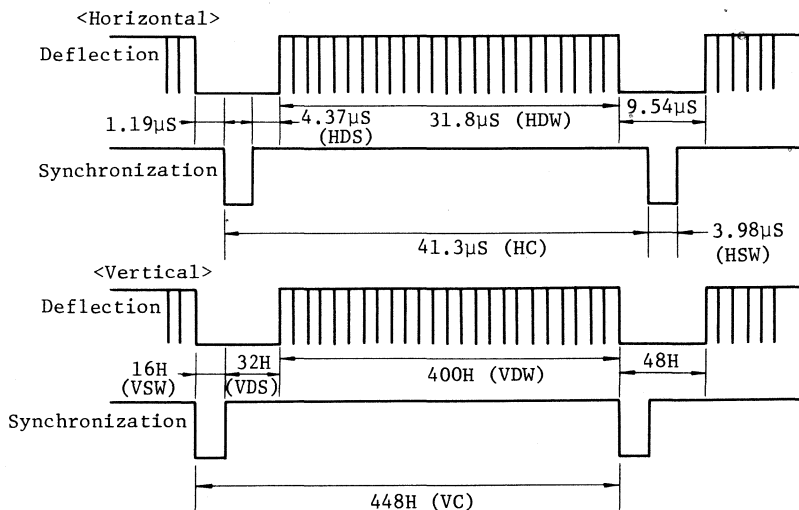 <Horizontal>
Deflection
1.19μS
4.37μS
(HDS)
31.8μS (HDW)
9.54μS
Synchronization
41.3μS (HC)
3.98μS
(HSW)
<Vertical>
Deflection
16H
(VSW)
32H
(VDS)
400H (VDW)
48H
Synchronization
448H (VC)